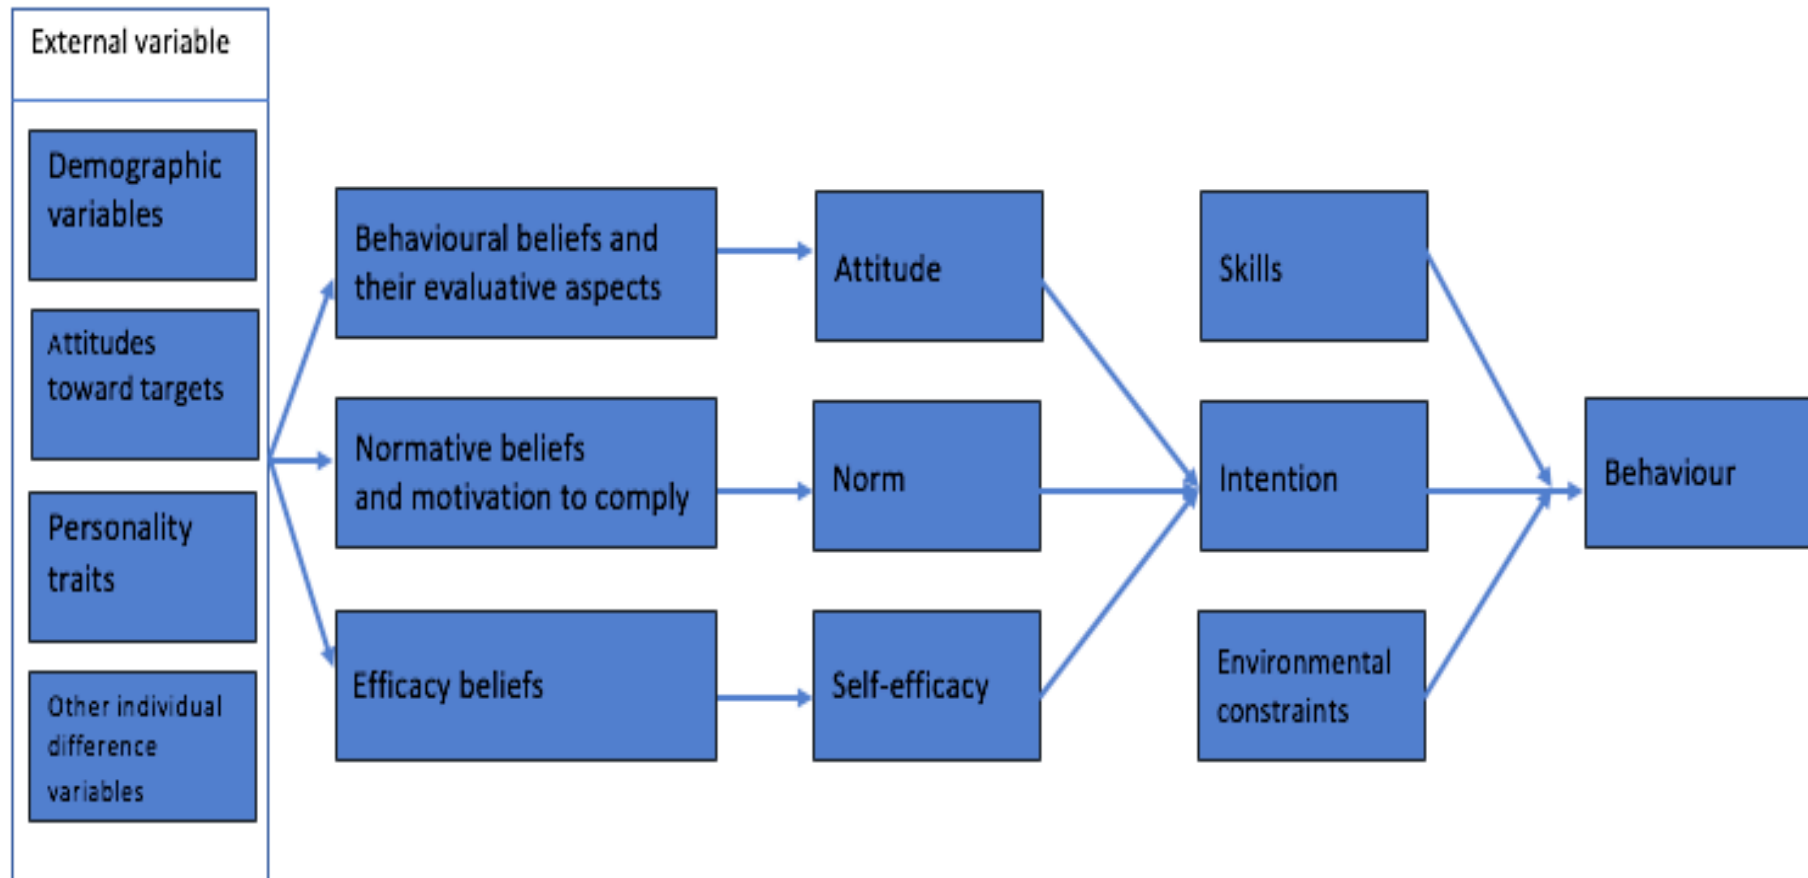 External variable
Demographic
variables
Attitudes
toward targets
Personality
traits
Other individual
difference
variables
Behavioural beliefs and
their evaluative aspects
Normative beliefs
and motivation to comply
Efficacy beliefs
Attitude
Norm
Self-efficacy
Skills
Intention
Environmental
constraints
Behaviour